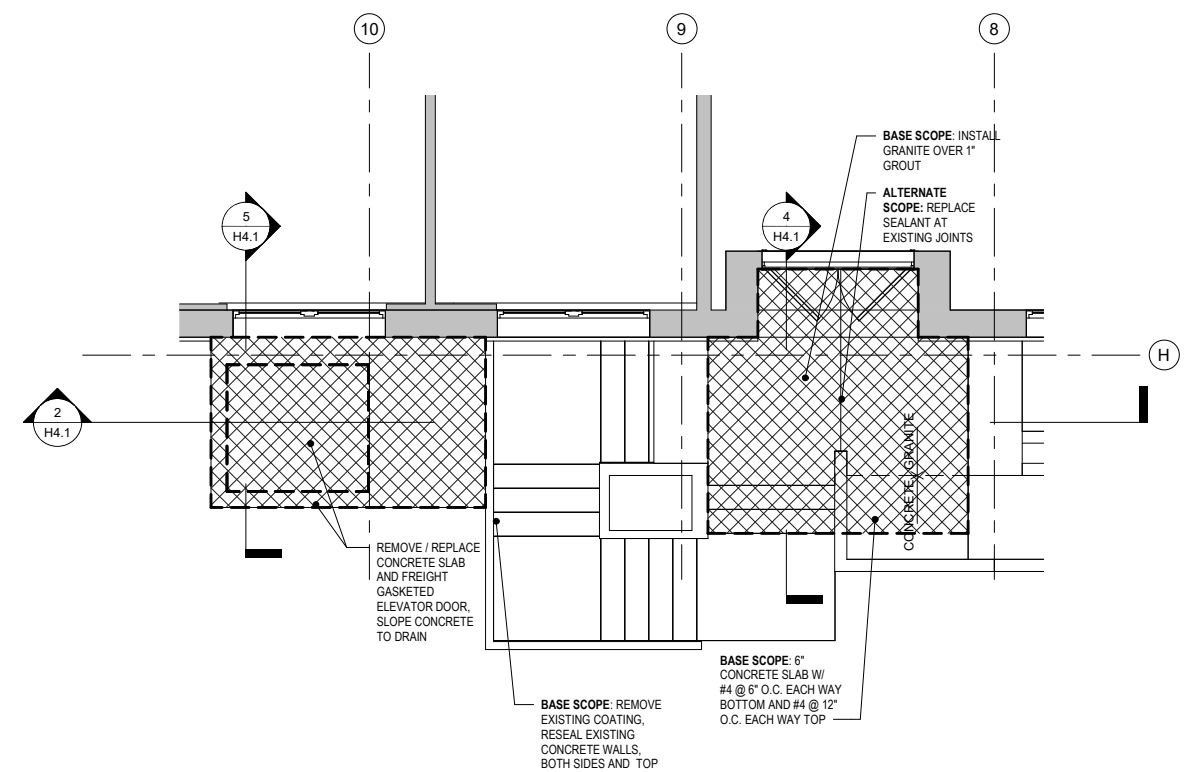 10
9
8
BASE SCOPE: INSTALL
GRANITE OVER 1"
GROUT
ALTERNATE
SCOPE: REPLACE
SEALANT AT
EXISTING JOINTS
5
H4.1
4
H4.1
H
2
H4.1
CONCRETE
GRANITE
REMOVE / REPLACE
CONCRETE SLAB
AND FREIGHT
GASKETED
ELEVATOR DOOR,
SLOPE CONCRETE
TO DRAIN
BASE SCOPE: 6"
CONCRETE SLAB W/
#4 @ 6" O.C. EACH WAY
BOTTOM AND #4 @ 12"
O.C. EACH WAY TOP
BASE SCOPE: REMOVE
EXISTING COATING,
RESEAL EXISTING
CONCRETE WALLS,
BOTH SIDES AND TOP